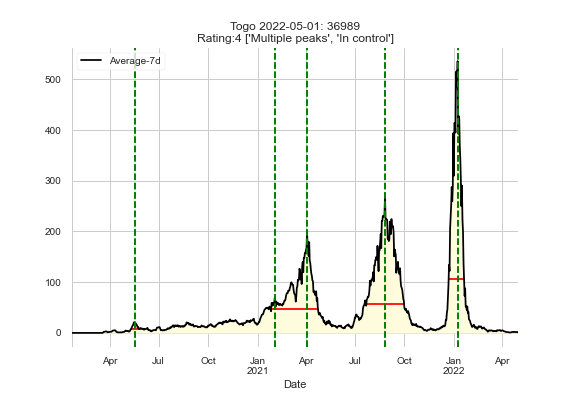 Togo 2022-05-01: 36989
Rating:4 ['Multiple peaks', 'In control']
Average-7d
500
400
300
200
100
0
Apr Jul Oct Jan Apr Jul Oct Jan Apr
2021 2022
Date